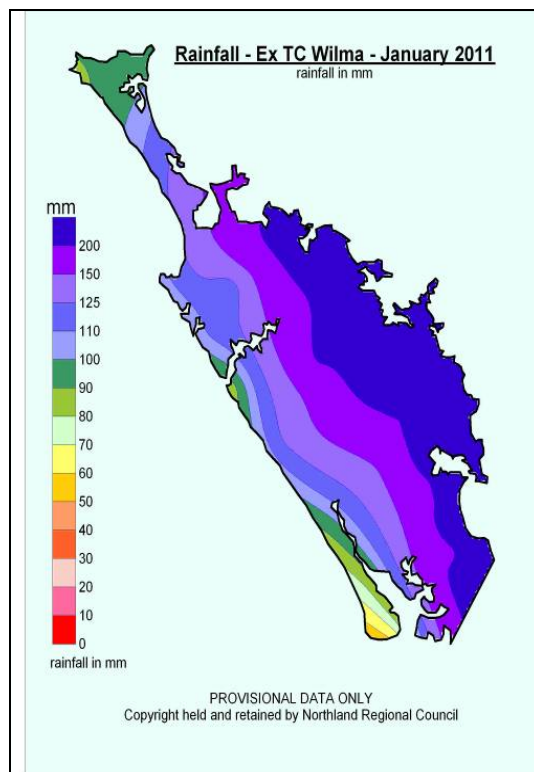 Rainfall - Ex TC Wilma - January 2011
rainfall in mm
mm
200
150
125
110
100
90
80
70
60
50
40
30
20
10
0
rainfall in mm
PROVISIONAL DATA ONLY
Copyright held and retained by Northland Regional Council